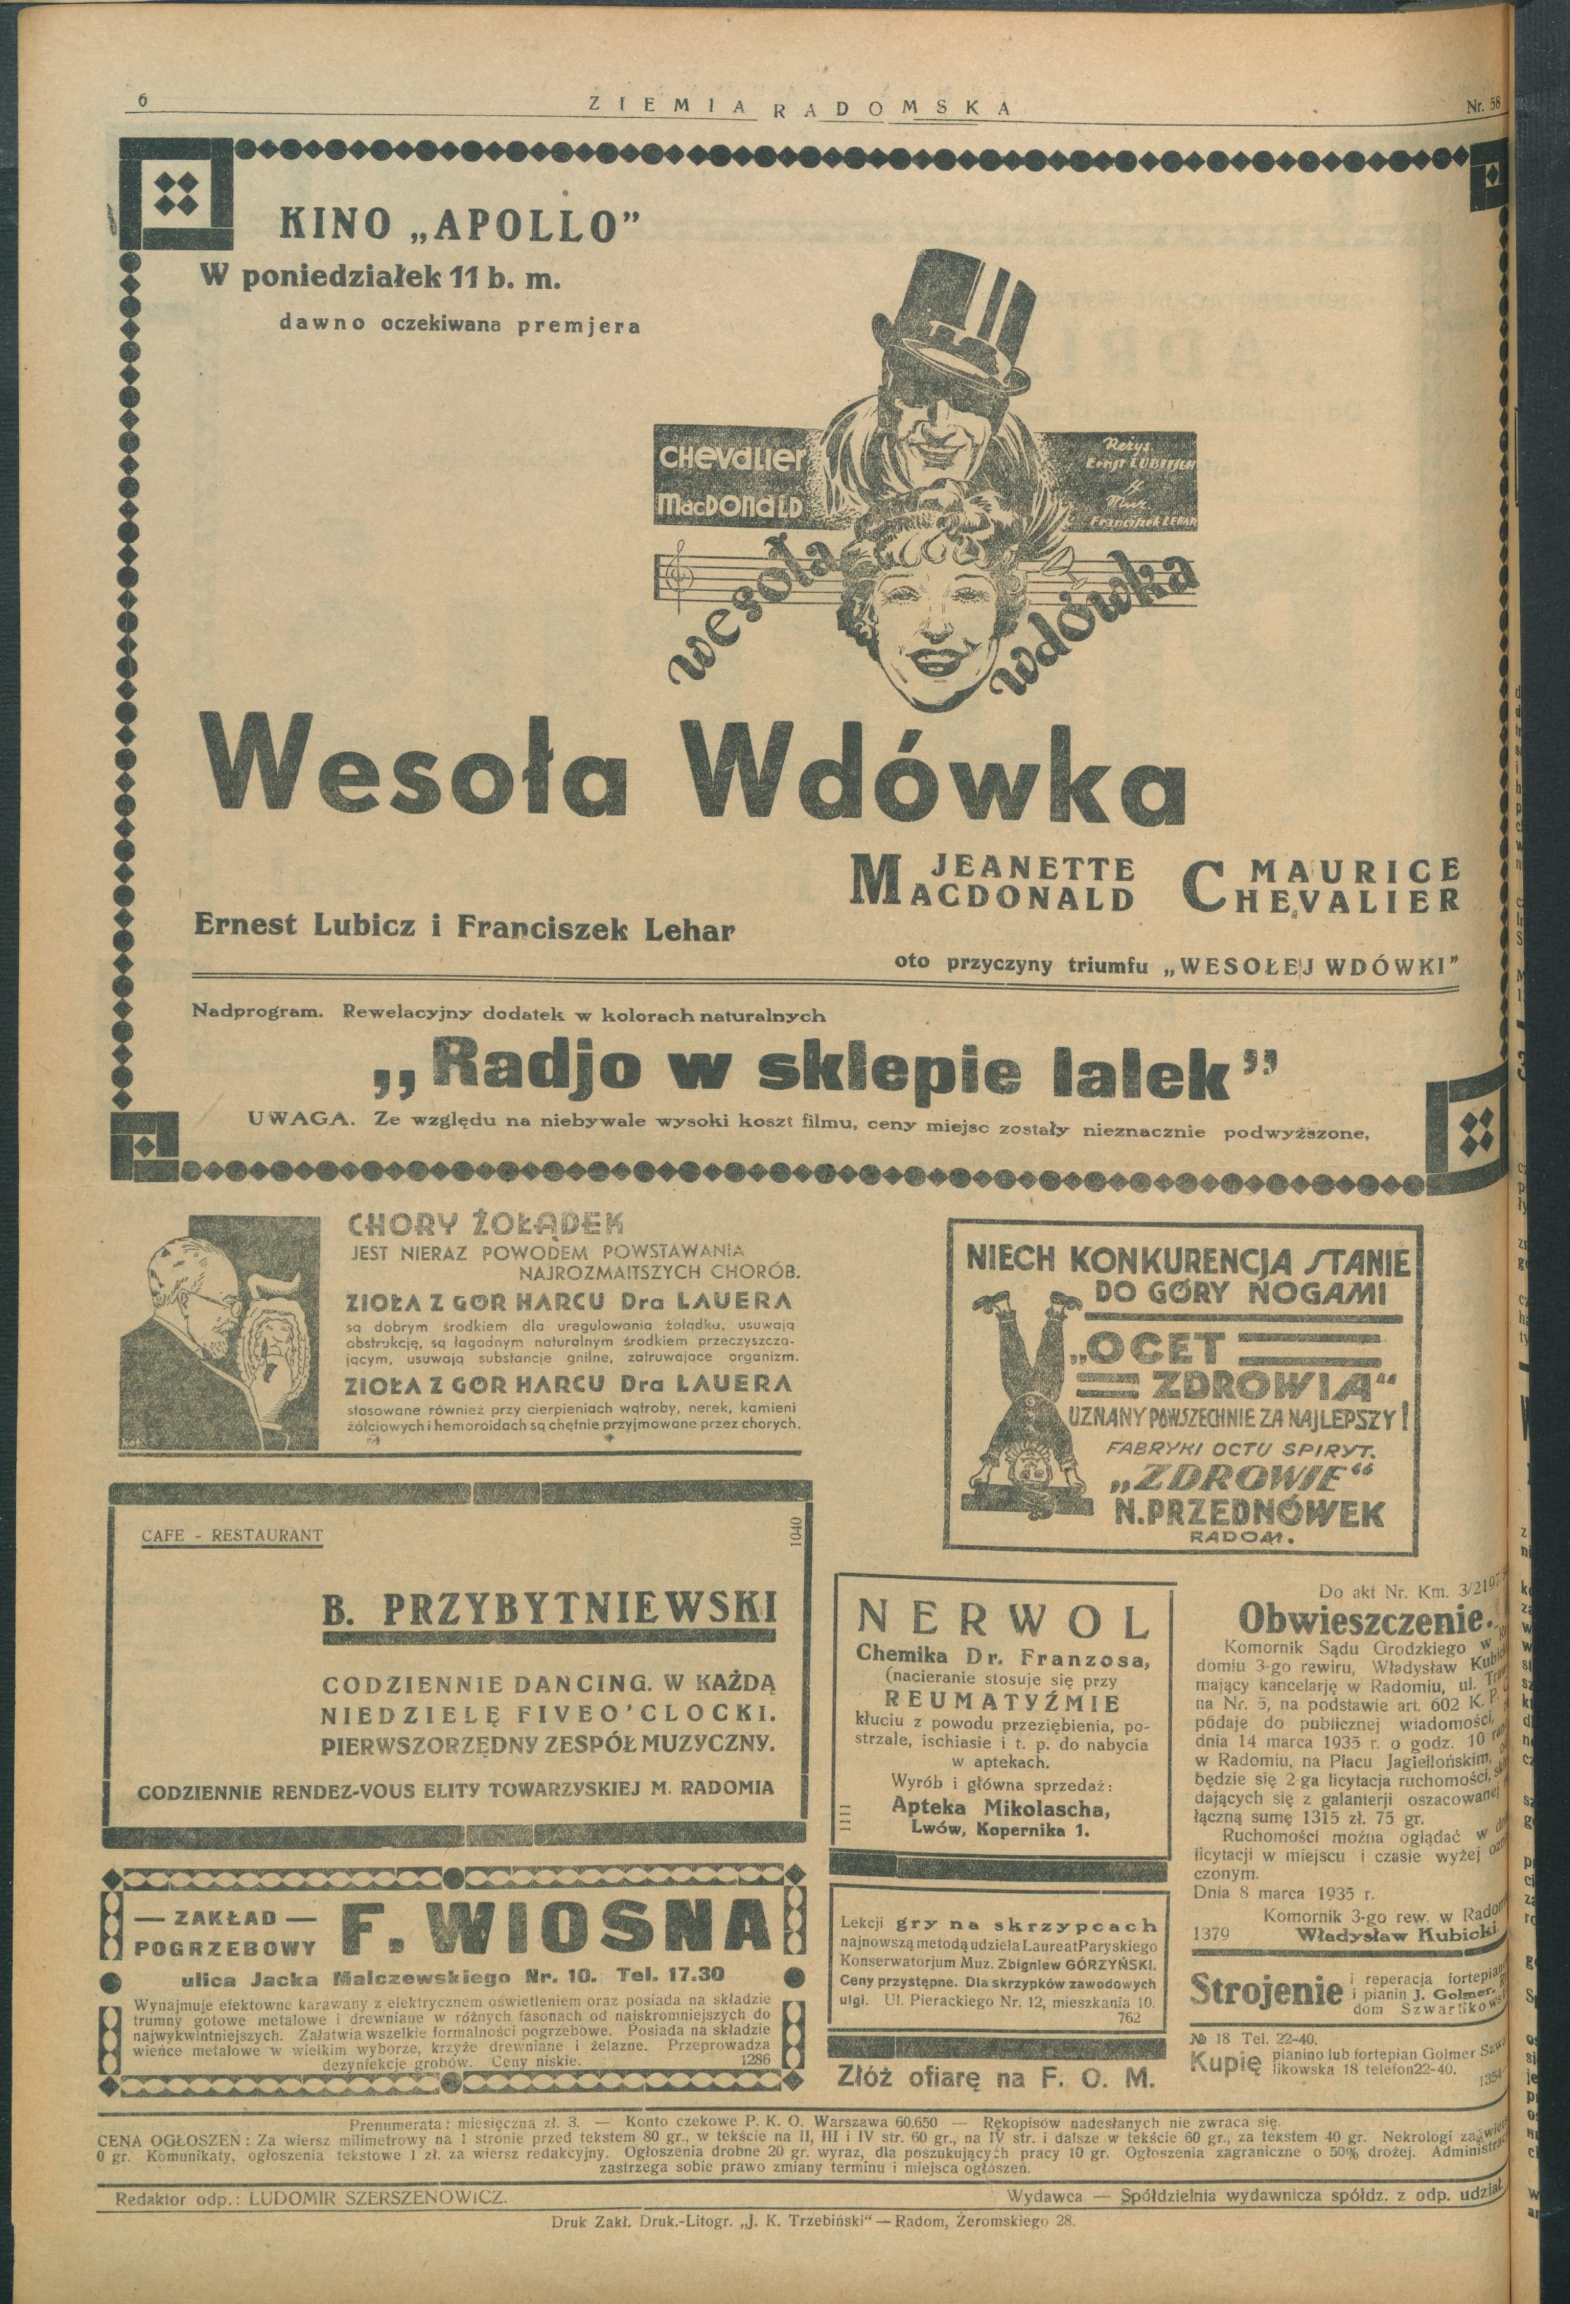 6
ZIEMIA RADOMSKA
Nr. 58
KINO „APOLLO”
W poniedziałek 11 b. m.
dawno oczekiwana premjera
CHEVALIER
MACDONALD
Reżys.
Ernst LUBITSCH
Muz.
Franciszek LEHAR
wesoła
wdówka
Wesoła Wdówka
JEANETTE
MACDONALD
MAURICE
CHEVALIER
Ernest Lubicz i Franciszek Lehar
oto przyczyny triumfu „WESOŁEJ WDÓWKI”
Nadprogram. Rewelacyjny dodatek w kolorach naturalnych
„Radjo w sklepie lalek”
UWAGA. Ze względu na niebywale wysoki koszt filmu, ceny miejsc zostały nieznacznie podwyższone,
CHORY ŻOŁĄDEK
JEST NIERAZ POWODEM POWSTAWANIA
NAJROZMAITSZYCH CHORÓB.
ZIOŁA Z GÓR HARCU Dra LAUERA
są dobrym środkiem dla uregulowania żołądku, usuwają
obstrukcję, są łagodnym naturalnym środkiem przeczyszcza-
jącym, usuwają substancje gnilne, zatruwające organizm.
ZIOŁA Z GÓR HARCU Dra LAUERA
stosowane również przy cierpieniach wątroby, nerek, kamieni
żółciowych i hemoroidach są chętnie przyjmowane przez chorych.
NIECH KONKURENCJA STANIE
DO GÓRY NOGAMI
„OCET
ZDROWIA“
UZNANY POWSZECHNIE ZA NAJLEPSZY!
FABRYKI OCTU SPIRYT.
„ZDROWIE“
N. PRZEDNÓWEK
RADOM.
CAFE - RESTAURANT
1040
B. PRZYBYTNIEWSKI
CODZIENNIE DANCING. W KAŻDĄ
NIEDZIELĘ FIVEO'CLOCKI.
PIERWSZORZĘDNY ZESPÓŁ MUZYCZNY.
CODZIENNIE RENDEZ-VOUS ELITY TOWARZYSKIEJ M. RADOMIA
NERWOL
Chemika Dr. Franzosa,
(nacieranie stosuje się przy
REUMATYŹMIE
kłuciu z powodu przeziębienia, po-
strzale, ischiasie i t. p. do nabycia
w aptekach.
Wyrób i główna sprzedaż:
Apteka Mikolascha,
Lwów, Kopernika 1.
1111
Do akt Nr. Km. 3/2197
Obwieszczenie.
Komornik Sądu Grodzkiego w
domiu 3-go rewiru, Władysław
mający kancelarję w Radomiu, ul.
na Nr. 5, na podstawie art. 602 K. P.
podaje do publicznej wiadomości,
dnia 14 marca 1935 r. o godz. 10
w Radomiu, na Placu Jagiellońskim,
będzie się 2-ga licytacja ruchomości,
dających się z galanterji oszacowanej
łączną sumę 1315 zł. 75 gr.
Ruchomości można oglądać w
licytacji w miejscu i czasie wyżej
czonym.
Dnia 8 marca 1935 r.
Komornik 3-go rew. w Radom
1379 Władysław Kubicki
— ZAKŁAD —
POGRZEBOWY
F. WIOSNA
ulica Jacka Malczewskiego Nr. 10. Tel. 17.30
Wynajmuje efektowne karawany z elektrycznem oświetleniem oraz posiada na składzie
trumny gotowe metalowe i drewniane w różnych fasonach od najskromniejszych do
najwykwintniejszych. Załatwia wszelkie formalności pogrzebowe. Posiada na składzie
wieńce metalowe w wielkim wyborze, krzyże drewniane i żelazne. Przeprowadza
dezynfekcje grobów. Ceny niskie. 1286
Lekcji gry na skrzypcach
najnowszą metodą udziela Laureat Paryskiego
Konserwatorjum Muz. Zbigniew GÓRZYŃSKI.
Ceny przystępne. Dla skrzypków zawodowych
ulgi. Ul. Pierackiego Nr. 12, mieszkania 10.
762
Złóż ofiarę na F. O. M.
Strojenie
i reperacja fortepian
i pianin J. Golmer.
dom Szwarlikow
№ 18 Tel. 22-40.
Kupię
pianino lub fortepian Golmer
likowska 18 telefon 22-40.
1354
Prenumerata: miesięczna zł. 3. — Konto czekowe P. K. O. Warszawa 60.650 — Rękopisów nadesłanych nie zwraca się.
CENA OGŁOSZEŃ: Za wiersz milimetrowy na 1 stronie przed tekstem 80 gr., w tekście na II, III i IV str. 60 gr., na IV str. i dalsze w tekście 60 gr., za tekstem 40 gr. Nekrologi za wiersz
0 gr. Komunikaty, ogłoszenia tekstowe 1 zł. za wiersz redakcyjny. Ogłoszenia drobne 20 gr. wyraz, dla poszukujących pracy 10 gr. Ogłoszenia zagraniczne o 50% drożej. Administrac
zastrzega sobie prawo zmiany terminu i miejsca ogłoszeń.
Redaktor odp.: LUDOMIR SZERSZENOWICZ.
Wydawca — Spółdzielnia wydawnicza spółdz. z odp. udział.
Druk Zakł. Druk.-Litogr. „J. K. Trzebiński“ — Radom, Żeromskiego 28.